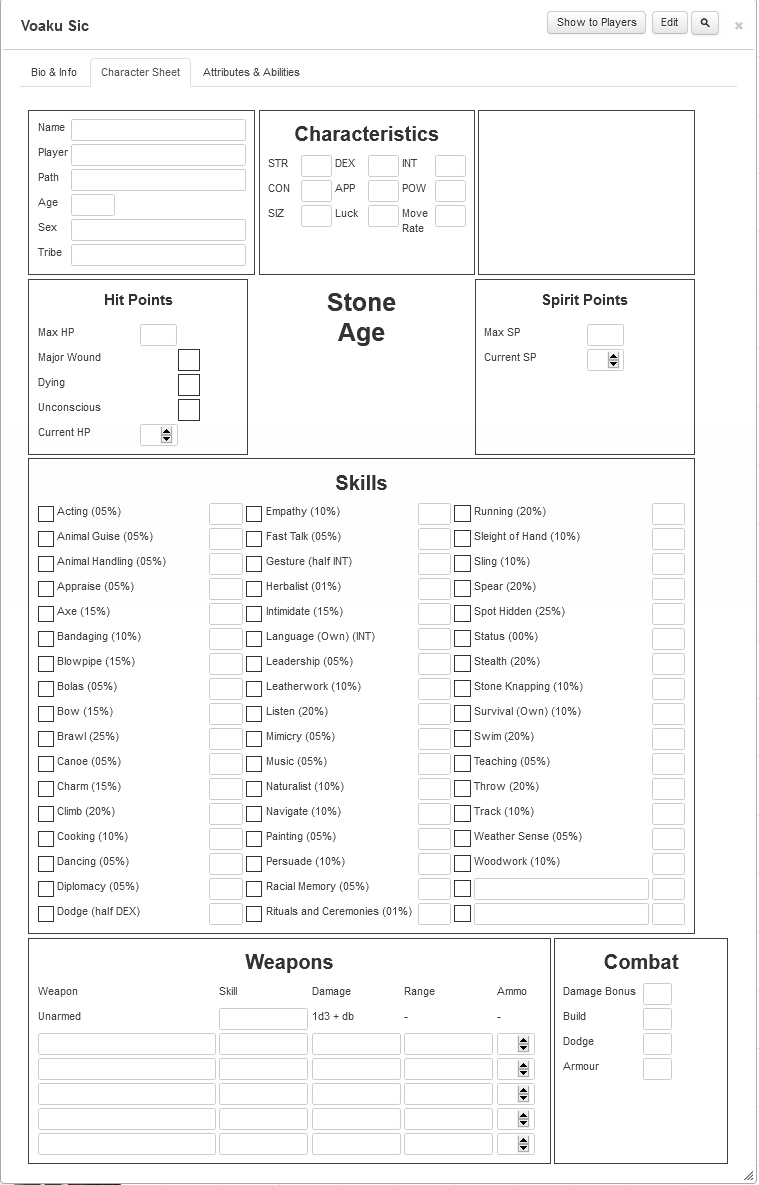 Voaku Sic
Show to Players Edit
Bio & Info Character Sheet Attributes & Abilities
Name
Player
Path
Age
Sex
Tribe
Characteristics
STR DEX INT
CON APP POW
SIZ Luck Move
Rate
Hit Points
Max HP
Major Wound
Dying
Unconscious
Current HP
Stone
Age
Spirit Points
Max SP
Current SP
Skills
Acting (05%) Empathy (10%) Running (20%)
Animal Guise (05%) Fast Talk (05%) Sleight of Hand (10%)
Animal Handling (05%) Gesture (half INT) Sling (10%)
Appraise (05%) Herbalist (01%) Spear (20%)
Axe (15%) Intimidate (15%) Spot Hidden (25%)
Bandaging (10%) Language (Own) (INT) Status (00%)
Blowpipe (15%) Leadership (05%) Stealth (20%)
Bolas (05%) Leatherwork (10%) Stone Knapping (10%)
Bow (15%) Listen (20%) Survival (Own) (10%)
Brawl (25%) Mimicry (05%) Swim (20%)
Canoe (05%) Music (05%) Teaching (05%)
Charm (15%) Naturalist (10%) Throw (20%)
Climb (20%) Navigate (10%) Track (10%)
Cooking (10%) Painting (05%) Weather Sense (05%)
Dancing (05%) Persuade (10%) Woodwork (10%)
Diplomacy (05%) Racial Memory (05%)
Dodge (half DEX) Rituals and Ceremonies (01%)
Weapons
Weapon Skill Damage Range Ammo
Unarmed 1d3 + db - -
Combat
Damage Bonus
Build
Dodge
Armour